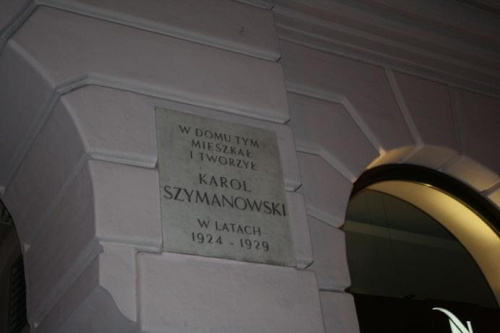 W DOMU TYM
MIESZKAŁ
I TWORZYŁ
KAROL
SZYMANOWSKI
W LATACH
1924 - 1929
N